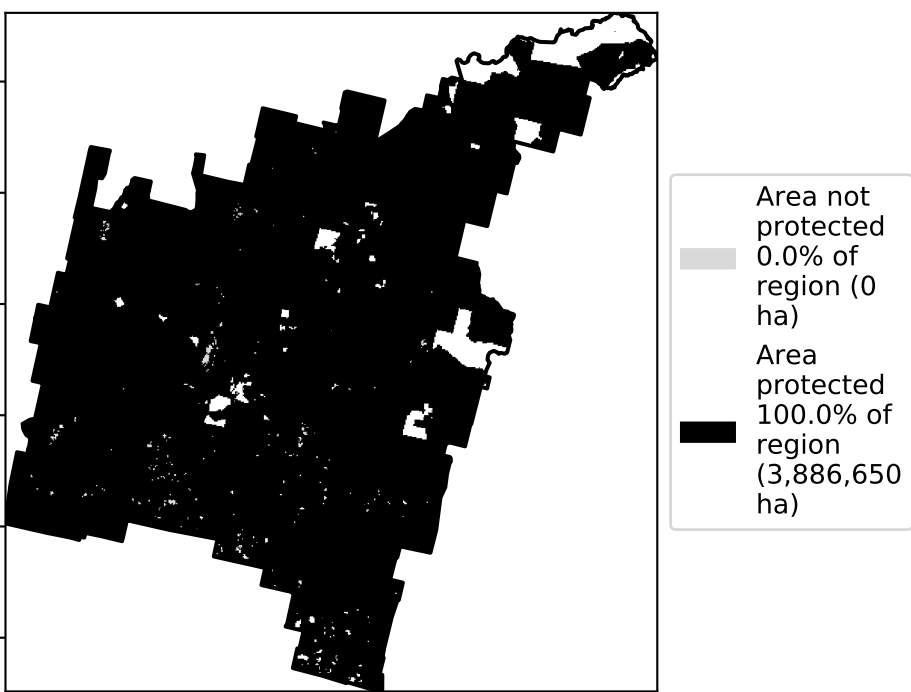 Area not
protected
0.0% of
region (0
ha)
Area
protected
100.0% of
region
(3,886,650
ha)